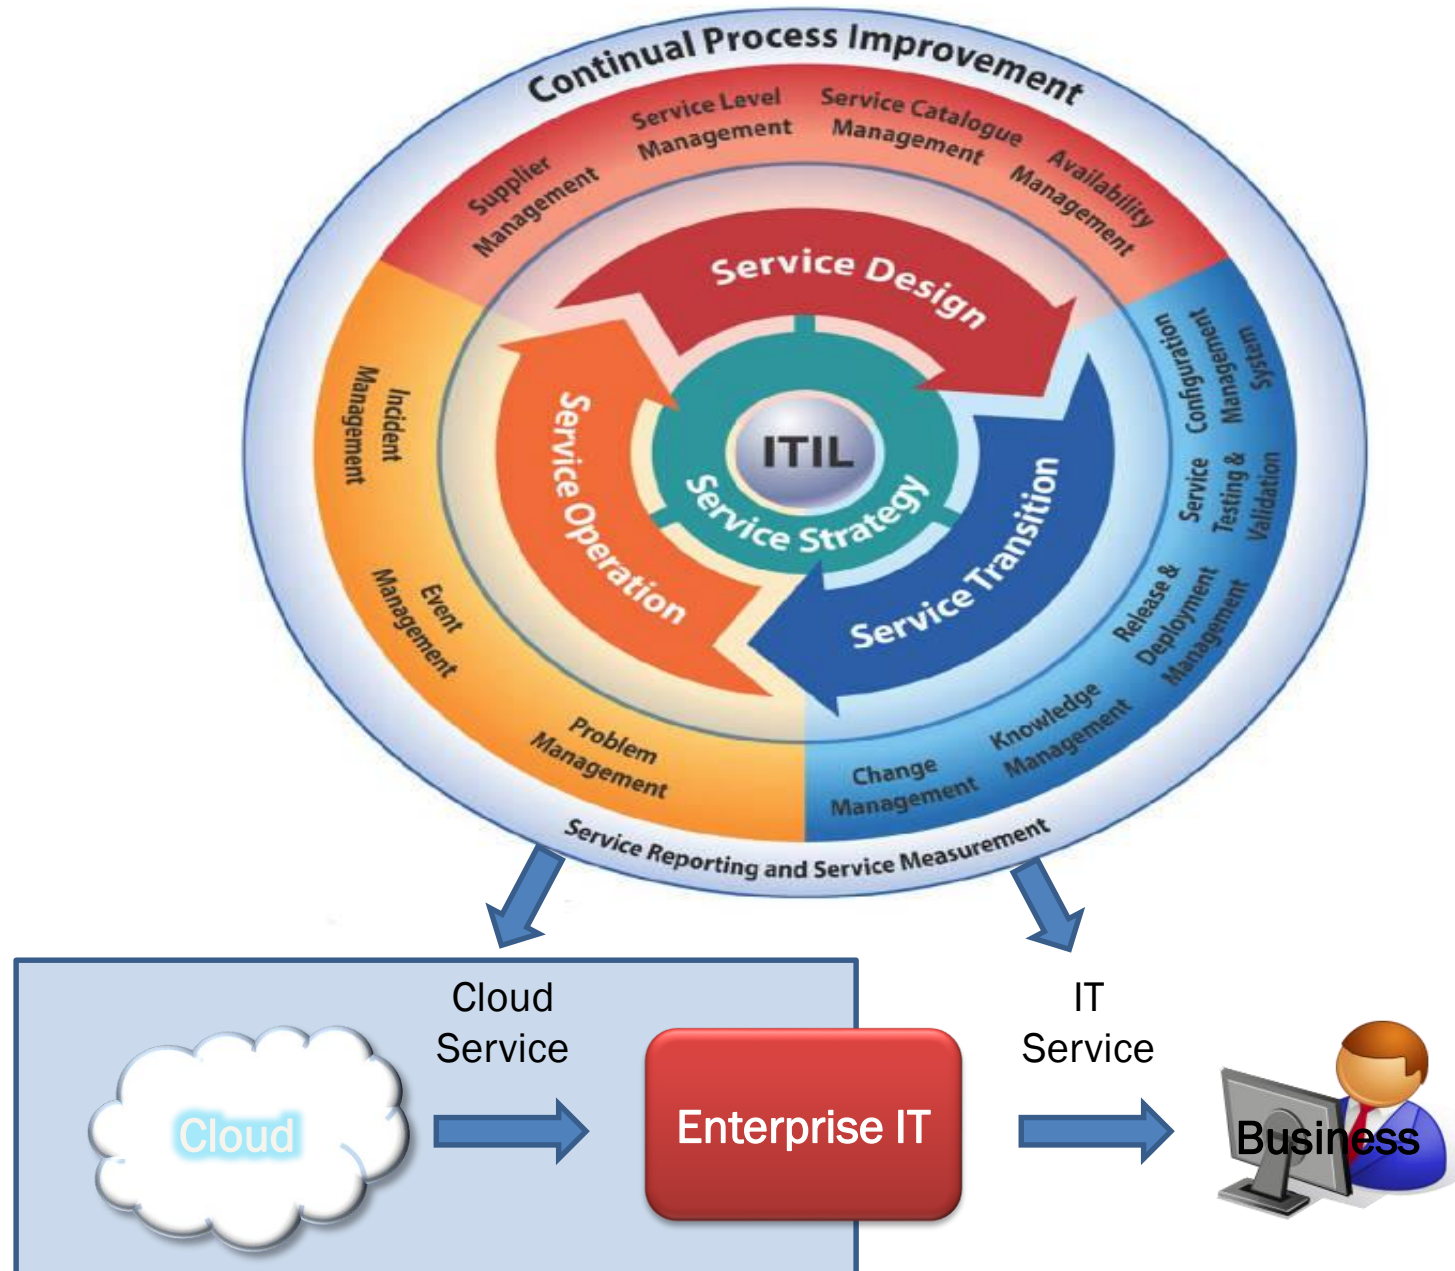 Continual Process Improvement
Supplier
Management
Service Level
Management
Service Catalogue
Management
Availability
Management
Configuration
Management
System
Service
Testing &
Validation
Release &
Deployment
Management
Knowledge
Management
Change
Management
Problem
Management
Event
Management
Incident
Management
Service Design
Service Transition
Service Operation
Service Strategy
ITIL
Service Reporting and Service Measurement
Cloud
Service
IT
Service
Cloud
Enterprise IT
Business